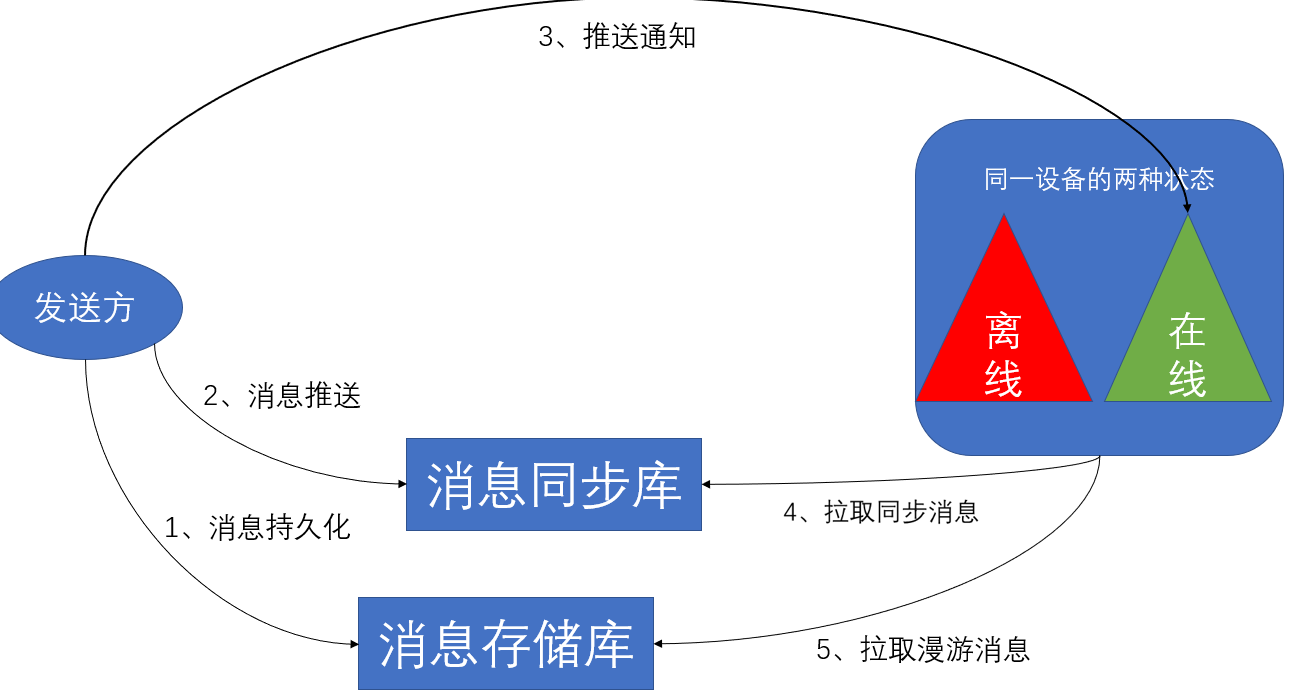 3、推送通知
同一设备的两种状态
发送方
离
线
在
线
2、消息推送
消息同步库
4、拉取同步消息
1、消息持久化
消息存储库
5、拉取漫游消息